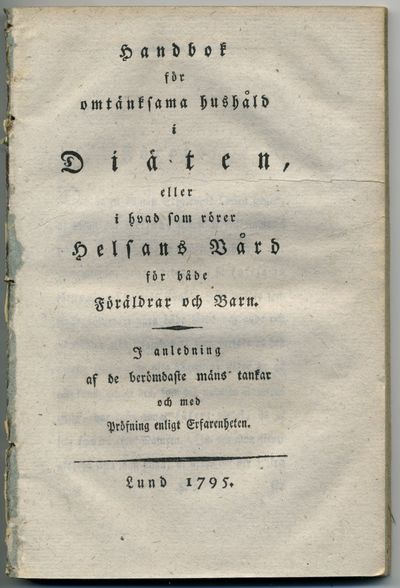 Handbok
för
omtänksama hushåld
i
Diäten,
eller
i hvad som rörer
Helsans Vård
för både
Föräldrar och Barn.
I anledning
af de berömdaste mäns tankar
och med
Pröfning enligt Erfarenheten.
Lund 1795.